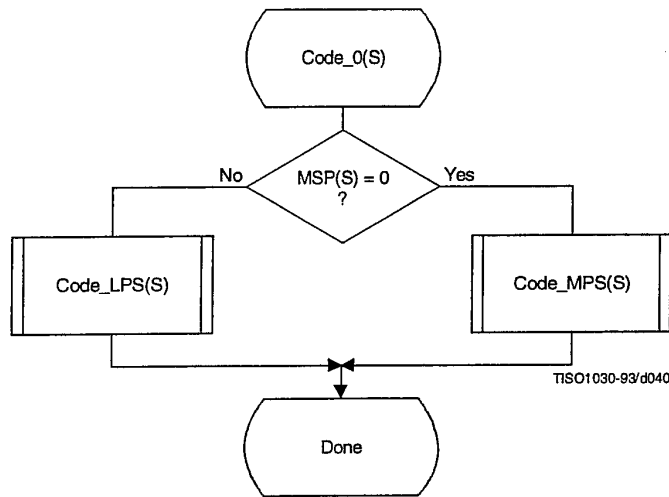 Code_0(S)
MSP(S) = 0
?
No
Yes
Code_LPS(S)
Code_MPS(S)
TISO1030-93/d040
Done